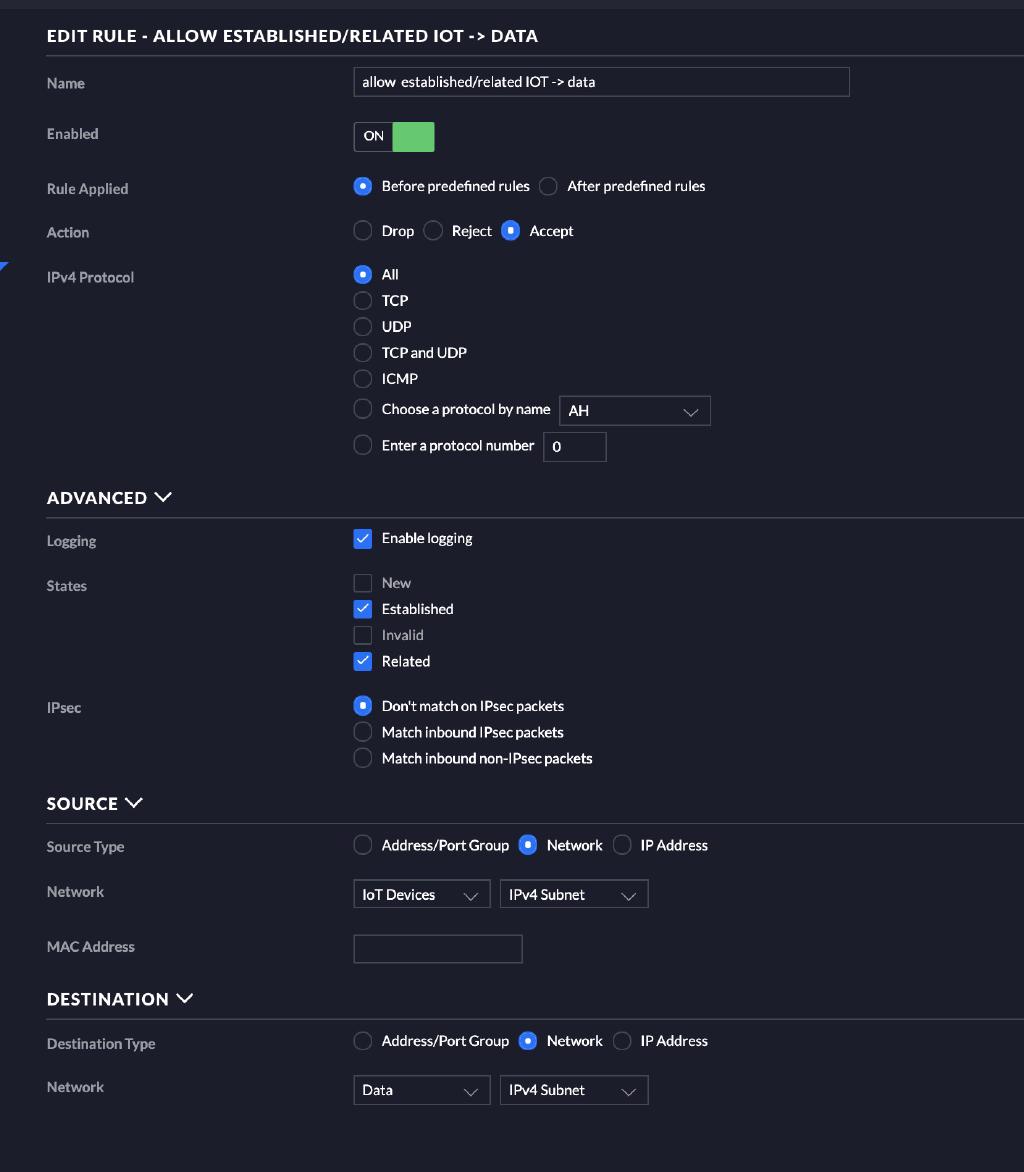 EDIT RULE - ALLOW ESTABLISHED/RELATED IOT -> DATA
Name allow established/related IOT -> data
Enabled ON
Rule Applied Before predefined rules After predefined rules
Action Drop Reject Accept
IPv4 Protocol All
TCP
UDP
TCP and UDP
ICMP
Choose a protocol by name AH
Enter a protocol number 0
ADVANCED
Logging Enable logging
States New
Established
Invalid
Related
IPsec Don't match on IPsec packets
Match inbound IPsec packets
Match inbound non-IPsec packets
SOURCE
Source Type Address/Port Group Network IP Address
Network IoT Devices IPv4 Subnet
MAC Address
DESTINATION
Destination Type Address/Port Group Network IP Address
Network Data IPv4 Subnet